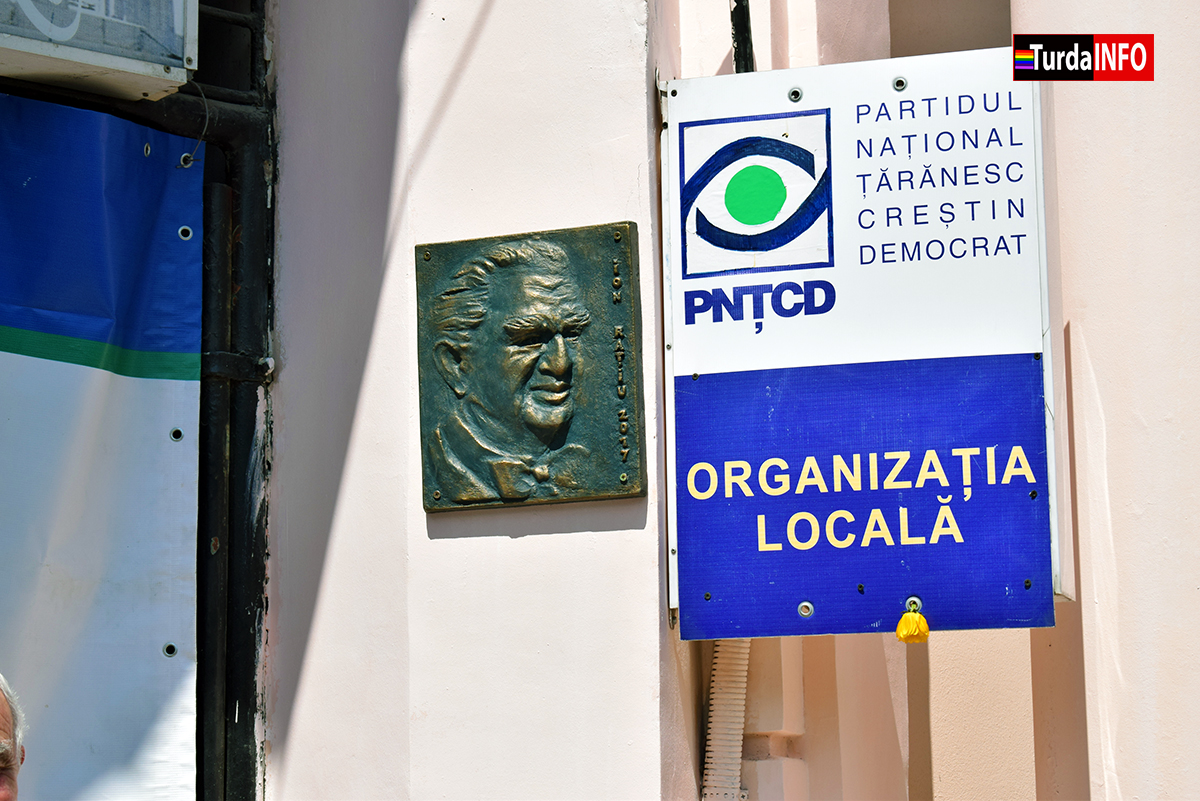 TurdaINFO
PARTIDUL
NAȚIONAL
ȚĂRĂNESC
CREȘTIN
DEMOCRAT
PNȚCD
ION RAȚIU 2017
ORGANIZAȚIA
LOCALĂ